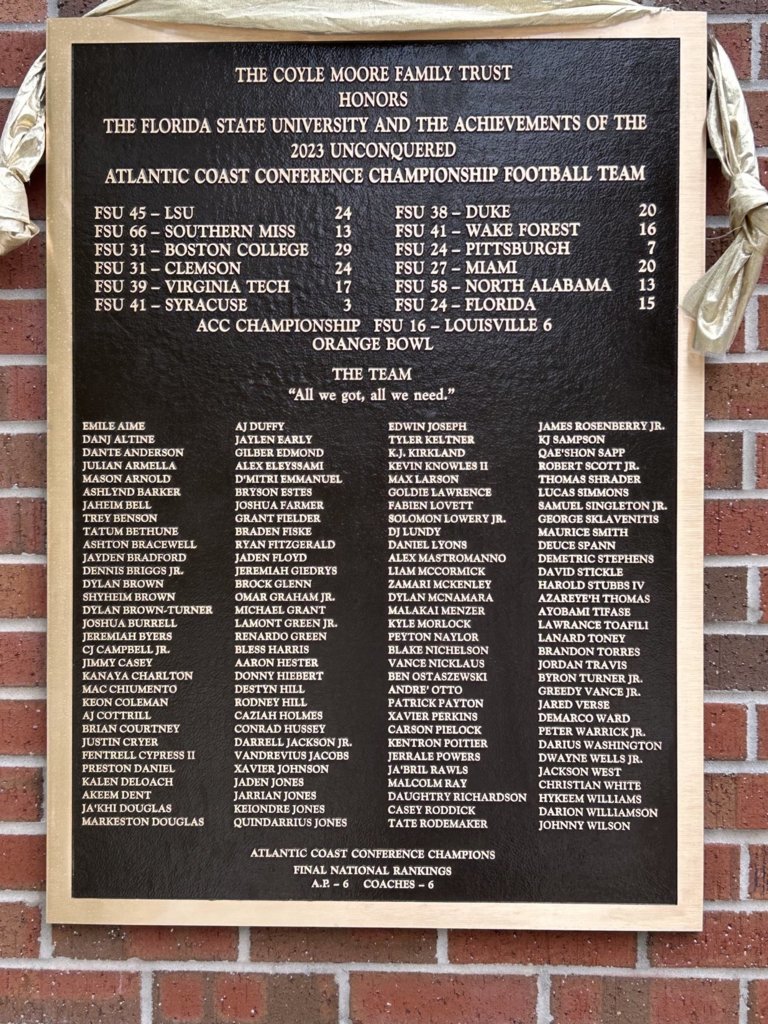 THE COYLE MOORE FAMILY TRUST
HONORS
THE FLORIDA STATE UNIVERSITY AND THE ACHIEVEMENTS OF THE
2023 UNCONQUERED
ATLANTIC COAST CONFERENCE CHAMPIONSHIP FOOTBALL TEAM
FSU 45 – LSU 24
FSU 66 – SOUTHERN MISS 13
FSU 31 – BOSTON COLLEGE 29
FSU 31 – CLEMSON 24
FSU 39 – VIRGINIA TECH 17
FSU 41 – SYRACUSE 3
FSU 38 – DUKE 20
FSU 41 – WAKE FOREST 16
FSU 24 – PITTSBURGH 7
FSU 27 – MIAMI 20
FSU 58 – NORTH ALABAMA 13
FSU 24 – FLORIDA 15
ACC CHAMPIONSHIP FSU 16 – LOUISVILLE 6
ORANGE BOWL
THE TEAM
“All we got, all we need.”
EMILE AIME
DANJ ALTINE
DANTE ANDERSON
JULIAN ARMELLA
MASON ARNOLD
ASHLYND BARKER
JAHEIM BELL
TREY BENSON
TATUM BETHUNE
ASHTON BRACEWELL
JAYDEN BRADFORD
DENNIS BRIGGS JR.
DYLAN BROWN
SHYHEIM BROWN
DYLAN BROWN-TURNER
JOSHUA BURRELL
JEREMIAH BYERS
CJ CAMPBELL JR.
JIMMY CASEY
KANAYA CHARLTON
MAC CHIUMENTO
KEON COLEMAN
AJ COTTRILL
BRIAN COURTNEY
JUSTIN CRYER
FENTRELL CYPRESS II
PRESTON DANIEL
KALEN DELOACH
AKEEM DENT
JA'KHI DOUGLAS
MARKESTON DOUGLAS
AJ DUFFY
JAYLEN EARLY
GILBER EDMOND
ALEX ELEYSSAMI
D'MITRI EMMANUEL
BRYSON ESTES
JOSHUA FARMER
GRANT FIELDER
BRADEN FISKE
RYAN FITZGERALD
JADEN FLOYD
JEREMIAH GIEDRYS
BROCK GLENN
OMAR GRAHAM JR.
MICHAEL GRANT
LAMONT GREEN JR.
RENARDO GREEN
BLESS HARRIS
AARON HESTER
DONNY HIEBERT
DESTYN HILL
RODNEY HILL
CAZIAH HOLMES
CONRAD HUSSEY
DARRELL JACKSON JR.
VANDREVIUS JACOBS
XAVIER JOHNSON
JADEN JONES
JARRIAN JONES
KEIONDRE JONES
QUINDARRIUS JONES
EDWIN JOSEPH
TYLER KELTNER
K.J. KIRKLAND
KEVIN KNOWLES II
MAX LARSON
GOLDIE LAWRENCE
FABIEN LOVETT
SOLOMON LOWERY JR.
DJ LUNDY
DANIEL LYONS
ALEX MASTROMANNO
LIAM MCCORMICK
ZAMARI MCKENLEY
DYLAN MCNAMARA
MALAKAI MENZER
KYLE MORLOCK
PEYTON NAYLOR
BLAKE NICHELSON
VANCE NICKLAUS
BEN OSTASZEWSKI
ANDRE' OTTO
PATRICK PAYTON
XAVIER PERKINS
CARSON PIELOCK
KENTRON POITIER
JERRALE POWERS
JA'BRIL RAWLS
MALCOLM RAY
DAUGHTRY RICHARDSON
CASEY RODDICK
TATE RODEMAKER
JAMES ROSENBERRY JR.
KJ SAMPSON
QAE'SHON SAPP
ROBERT SCOTT JR.
THOMAS SHRADER
LUCAS SIMMONS
SAMUEL SINGLETON JR.
GEORGE SKLAVENITIS
MAURICE SMITH
DEUCE SPANN
DEMETRIC STEPHENS
DAVID STICKLE
HAROLD STUBBS IV
AZAREYE'H THOMAS
AYOBAMI TIFASE
LAWRANCE TOAFILI
LANARD TONEY
BRANDON TORRES
JORDAN TRAVIS
BYRON TURNER JR.
GREEDY VANCE JR.
JARED VERSE
DEMARCO WARD
PETER WARRICK JR.
DARIUS WASHINGTON
DWAYNE WELLS JR.
JACKSON WEST
CHRISTIAN WHITE
HYKEEM WILLIAMS
DARION WILLIAMSON
JOHNNY WILSON
ATLANTIC COAST CONFERENCE CHAMPIONS
FINAL NATIONAL RANKINGS
A.P. – 6 COACHES – 6